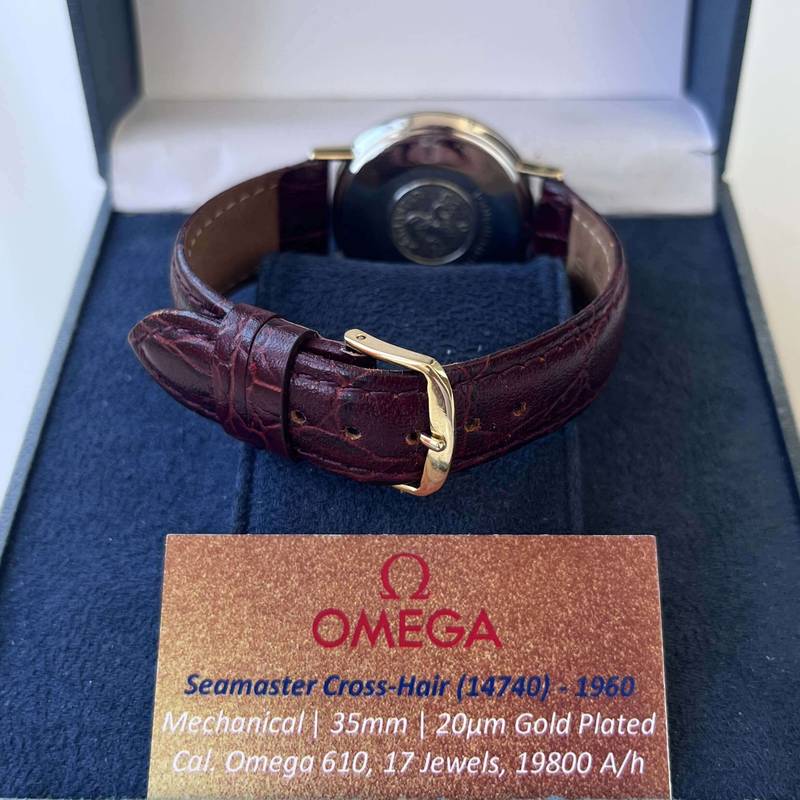 Ω
OMEGA
Seamaster Cross-Hair (14740) - 1960
Mechanical | 35mm | 20µm Gold Plated
Cal. Omega 610, 17 Jewels, 19800 A/h